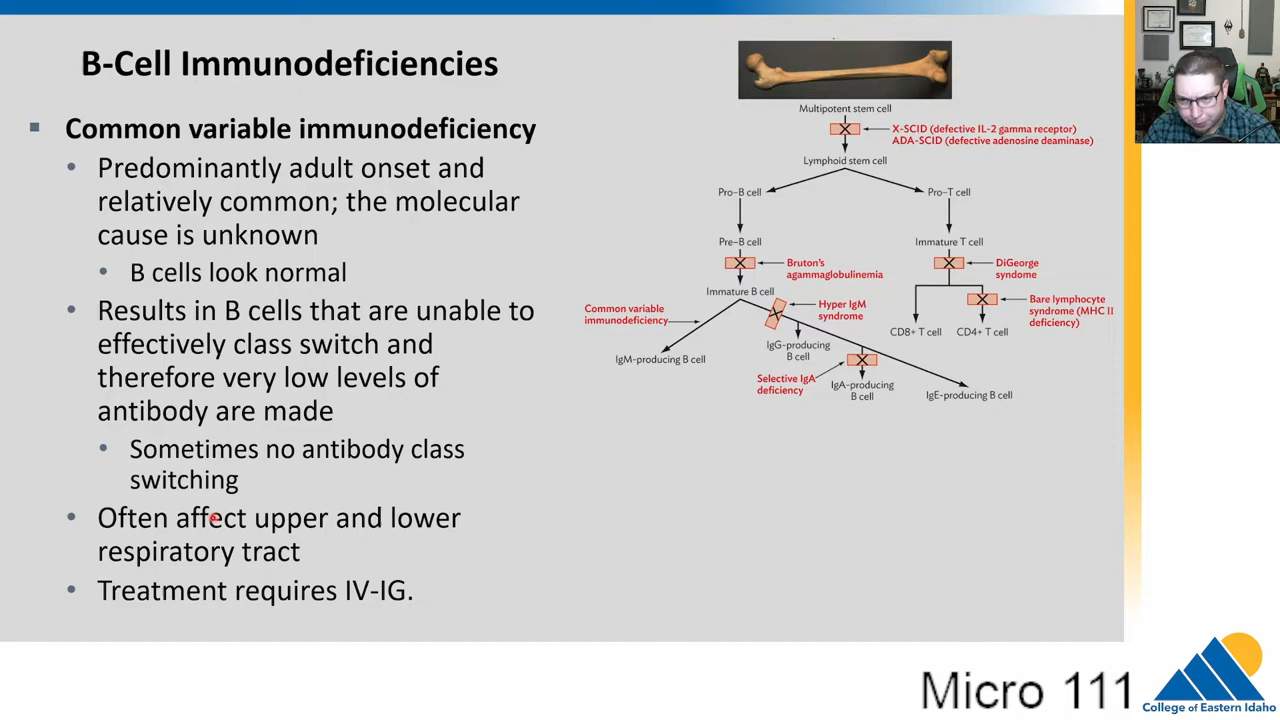 B-Cell Immunodeficiencies
Common variable immunodeficiency
Predominantly adult onset and
relatively common; the molecular
cause is unknown
B cells look normal
Results in B cells that are unable to
effectively class switch and
therefore very low levels of
antibody are made
Sometimes no antibody class
switching
Often affect upper and lower
respiratory tract
Treatment requires IV-IG.
Multipotent stem cell
X-SCID (defective IL-2 gamma receptor)
ADA-SCID (defective adenosine deaminase)
Lymphoid stem cell
Pro-B cell
Pro-T cell
Pre-B cell
Immature T cell
Bruton's
agammaglobulinemia
DiGeorge
syndome
Immature B cell
Common variable
immunodeficiency
Hyper IgM
syndrome
Bare lymphocyte
syndrome (MHC II
deficiency)
CD8+ T cell
CD4+ T cell
IgM-producing B cell
IgG-producing
B cell
Selective IgA
deficiency
IgA-producing
B cell
IgE-producing B cell
Micro 111
College of Eastern Idaho